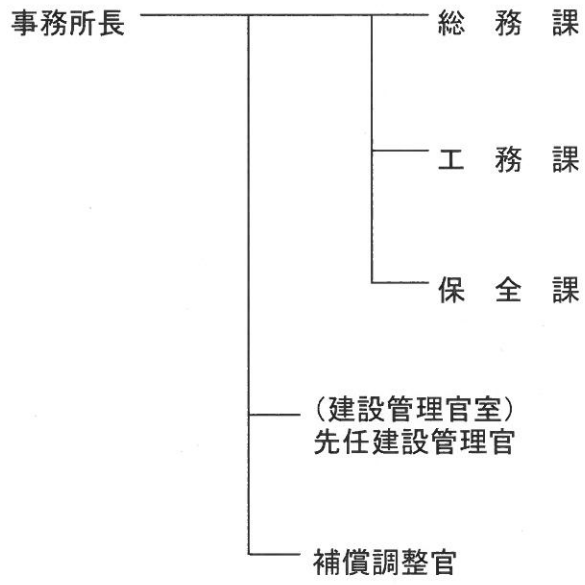 事務所長
総務課
工務課
保全課
(建設管理官室)
先任建設管理官
補償調整官